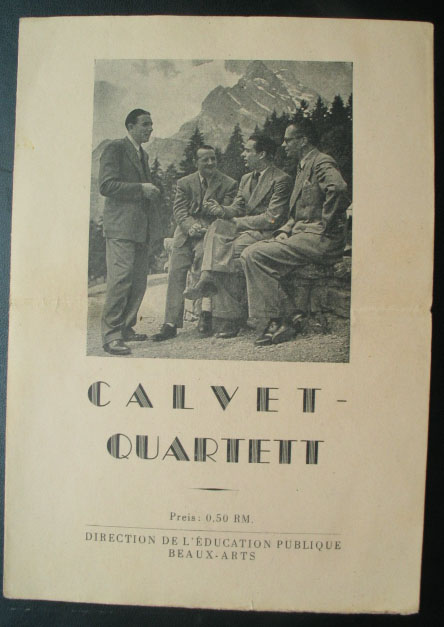 CALVET-
QUARTETT
Preis: 0,50 RM.
DIRECTION DE L'ÉDUCATION PUBLIQUE
BEAUX-ARTS